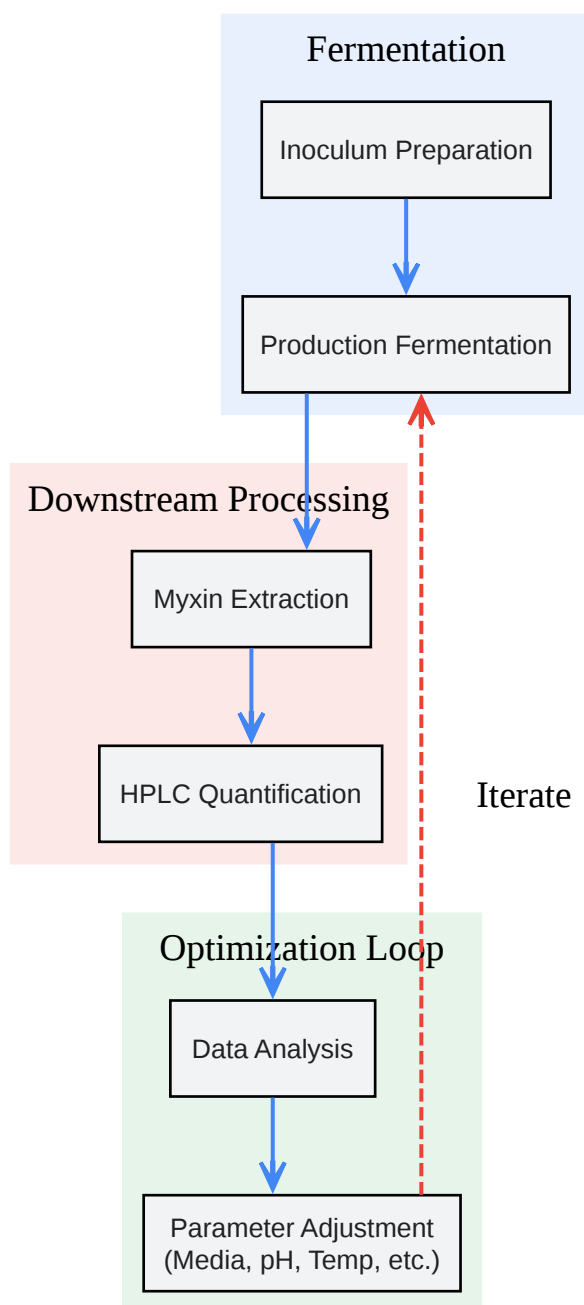 Fermentation
Inoculum Preparation
Production Fermentation
Downstream Processing
Myxin Extraction
HPLC Quantification
Iterate
Optimization Loop
Data Analysis
Parameter Adjustment
(Media, pH, Temp, etc.)